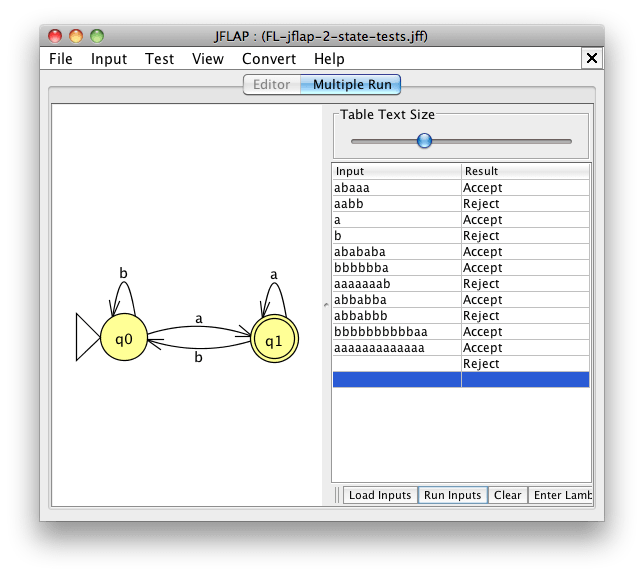 JFLAP : (FL-jflap-2-state-tests.jff)
File Input Test View Convert Help
Editor Multiple Run
Table Text Size
Input Result
abaaa Accept
aabb Reject
a Accept
b Reject
abababa Accept
bbbbbba Accept
aaaaaaab Reject
abbabba Accept
abbabbb Reject
bbbbbbbbbbaa Accept
aaaaaaaaaaaaa Accept
Reject
b a
a
q0 q1
b
Load Inputs Run Inputs Clear Enter Lamb